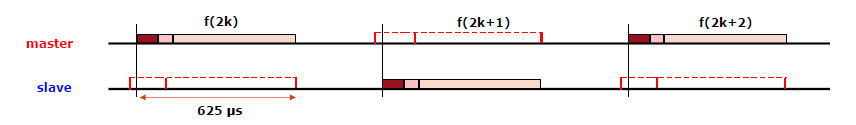 f(2k) f(2k+1) f(2k+2)
master
slave
625 µs